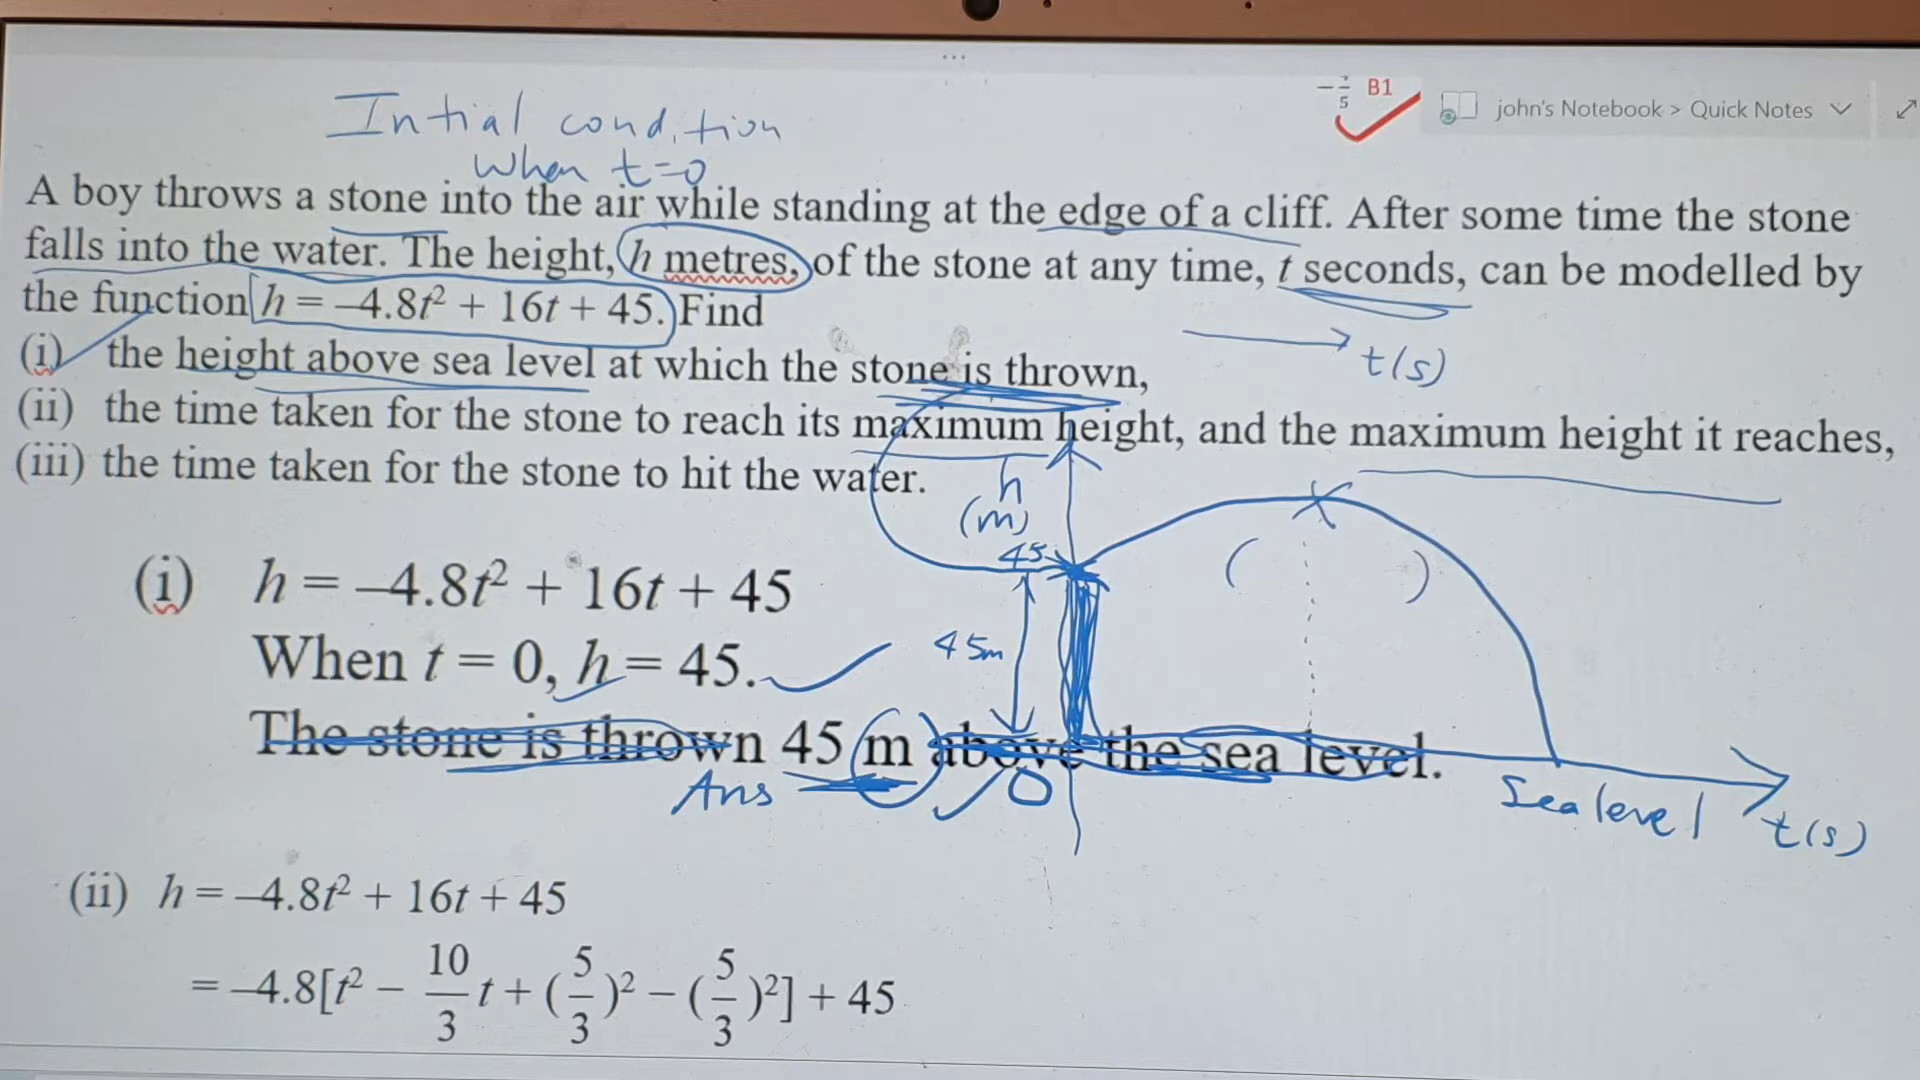 ...
-7/5 B1
john's Notebook > Quick Notes
Intial condition
when t=0
A boy throws a stone into the air while standing at the edge of a cliff. After some time the stone
falls into the water. The height, h metres, of the stone at any time, t seconds, can be modelled by
the function h = –4.8t² + 16t + 45. Find
(i) the height above sea level at which the stone is thrown,
t(s)
(ii) the time taken for the stone to reach its maximum height, and the maximum height it reaches,
(iii) the time taken for the stone to hit the water.
h
(m)
45
( )
(i) h = –4.8t² + 16t + 45
When t = 0, h = 45.
45m
The stone is thrown 45 m above the sea level.
Ans
O
Sea level
t(s)
(ii) h = –4.8t² + 16t + 45
= –4.8[t² – 10/3 t + (5/3)² – (5/3)²] + 45